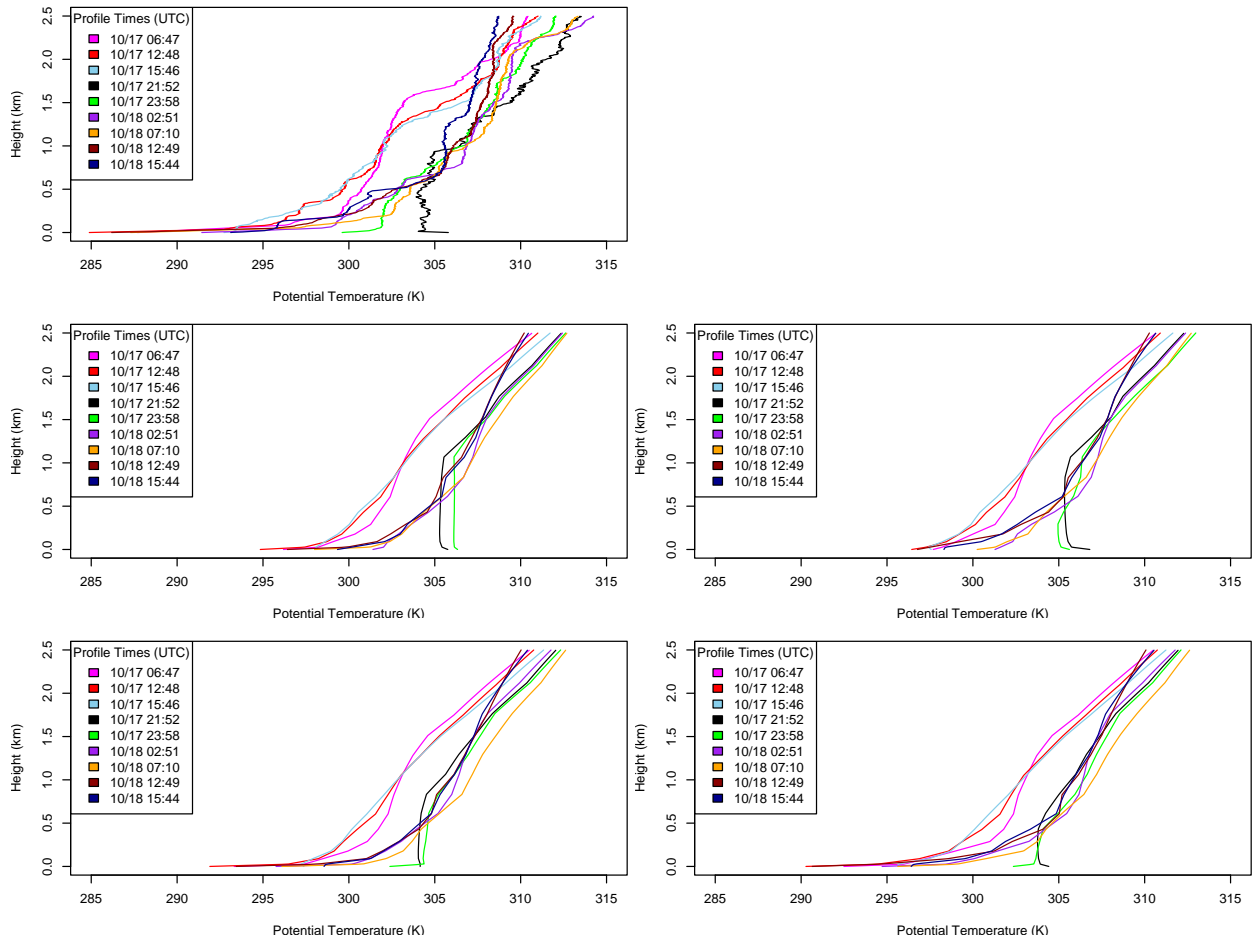 Profile Times (UTC)
10/17 06:47
10/17 12:48
10/17 15:46
10/17 21:52
10/17 23:58
10/18 02:51
10/18 07:10
10/18 12:49
10/18 15:44
Height (km)
0.0 0.5 1.0 1.5 2.0 2.5
285 290 295 300 305 310 315
Potential Temperature (K)
Profile Times (UTC)
10/17 06:47
10/17 12:48
10/17 15:46
10/17 21:52
10/17 23:58
10/18 02:51
10/18 07:10
10/18 12:49
10/18 15:44
Height (km)
0.0 0.5 1.0 1.5 2.0 2.5
285 290 295 300 305 310 315
Potential Temperature (K)
Profile Times (UTC)
10/17 06:47
10/17 12:48
10/17 15:46
10/17 21:52
10/17 23:58
10/18 02:51
10/18 07:10
10/18 12:49
10/18 15:44
Height (km)
0.0 0.5 1.0 1.5 2.0 2.5
285 290 295 300 305 310 315
Potential Temperature (K)
Profile Times (UTC)
10/17 06:47
10/17 12:48
10/17 15:46
10/17 21:52
10/17 23:58
10/18 02:51
10/18 07:10
10/18 12:49
10/18 15:44
Height (km)
0.0 0.5 1.0 1.5 2.0 2.5
285 290 295 300 305 310 315
Potential Temperature (K)
Profile Times (UTC)
10/17 06:47
10/17 12:48
10/17 15:46
10/17 21:52
10/17 23:58
10/18 02:51
10/18 07:10
10/18 12:49
10/18 15:44
Height (km)
0.0 0.5 1.0 1.5 2.0 2.5
285 290 295 300 305 310 315
Potential Temperature (K)